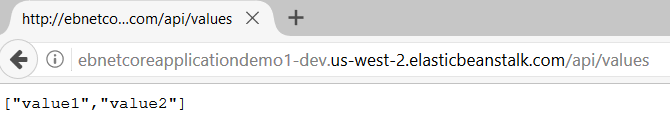 http://ebnetco...com/api/values
ebnetcoreapplicationdemo1-dev.us-west-2.elasticbeanstalk.com/api/values
["value1","value2"]